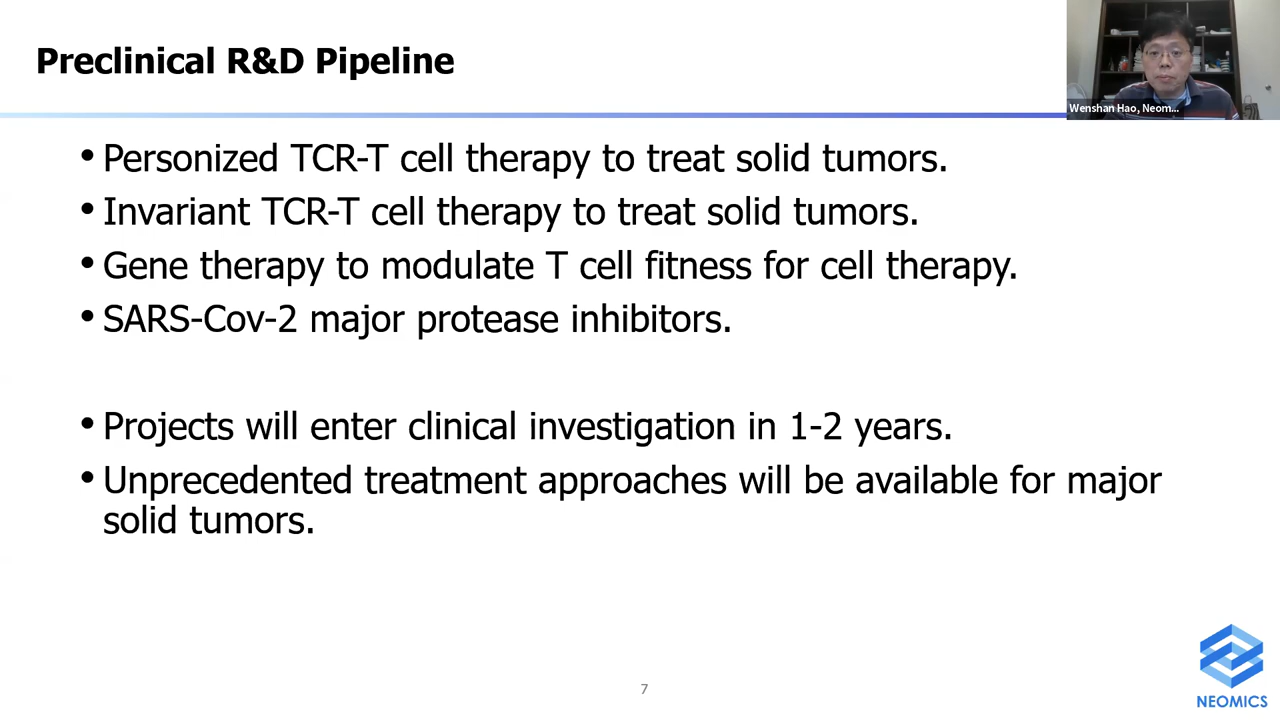 Preclinical R&D Pipeline
Wenshan Hao, Neom...
• Personized TCR-T cell therapy to treat solid tumors.
• Invariant TCR-T cell therapy to treat solid tumors.
• Gene therapy to modulate T cell fitness for cell therapy.
• SARS-Cov-2 major protease inhibitors.
• Projects will enter clinical investigation in 1-2 years.
• Unprecedented treatment approaches will be available for major
solid tumors.
7
NEOMICS